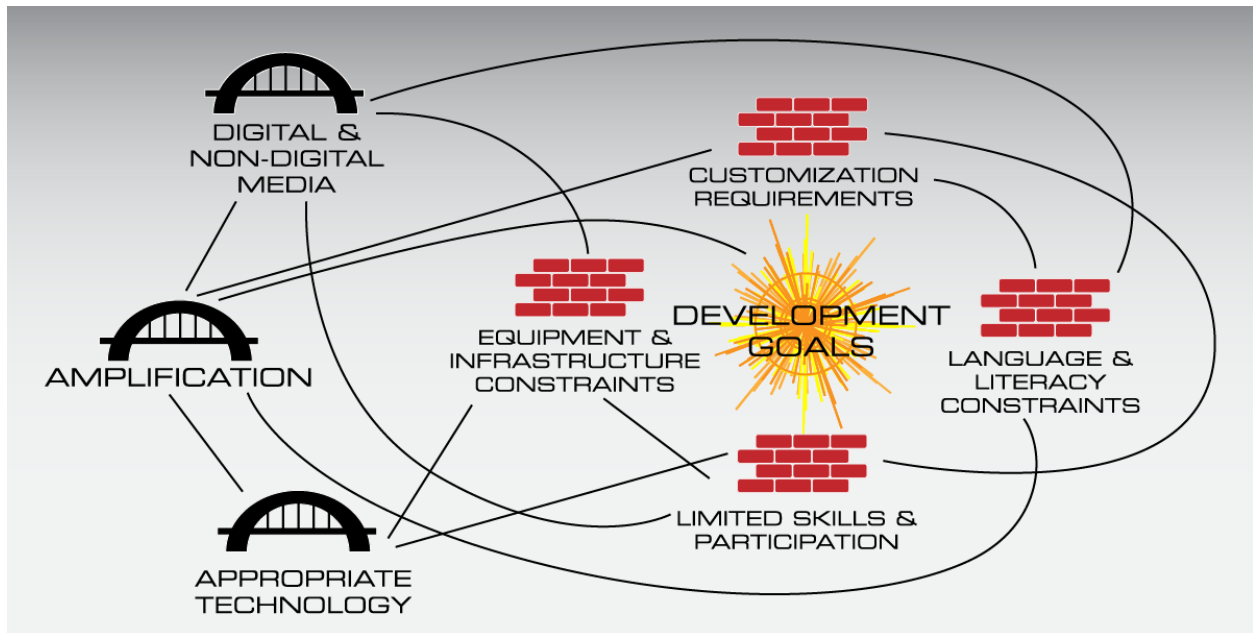 DIGITAL &
NON-DIGITAL
MEDIA
CUSTOMIZATION
REQUIREMENTS
DEVELOPMENT
GOALS
EQUIPMENT &
INFRASTRUCTURE
CONSTRAINTS
LANGUAGE &
LITERACY
CONSTRAINTS
AMPLIFICATION
LIMITED SKILLS &
PARTICIPATION
APPROPRIATE
TECHNOLOGY